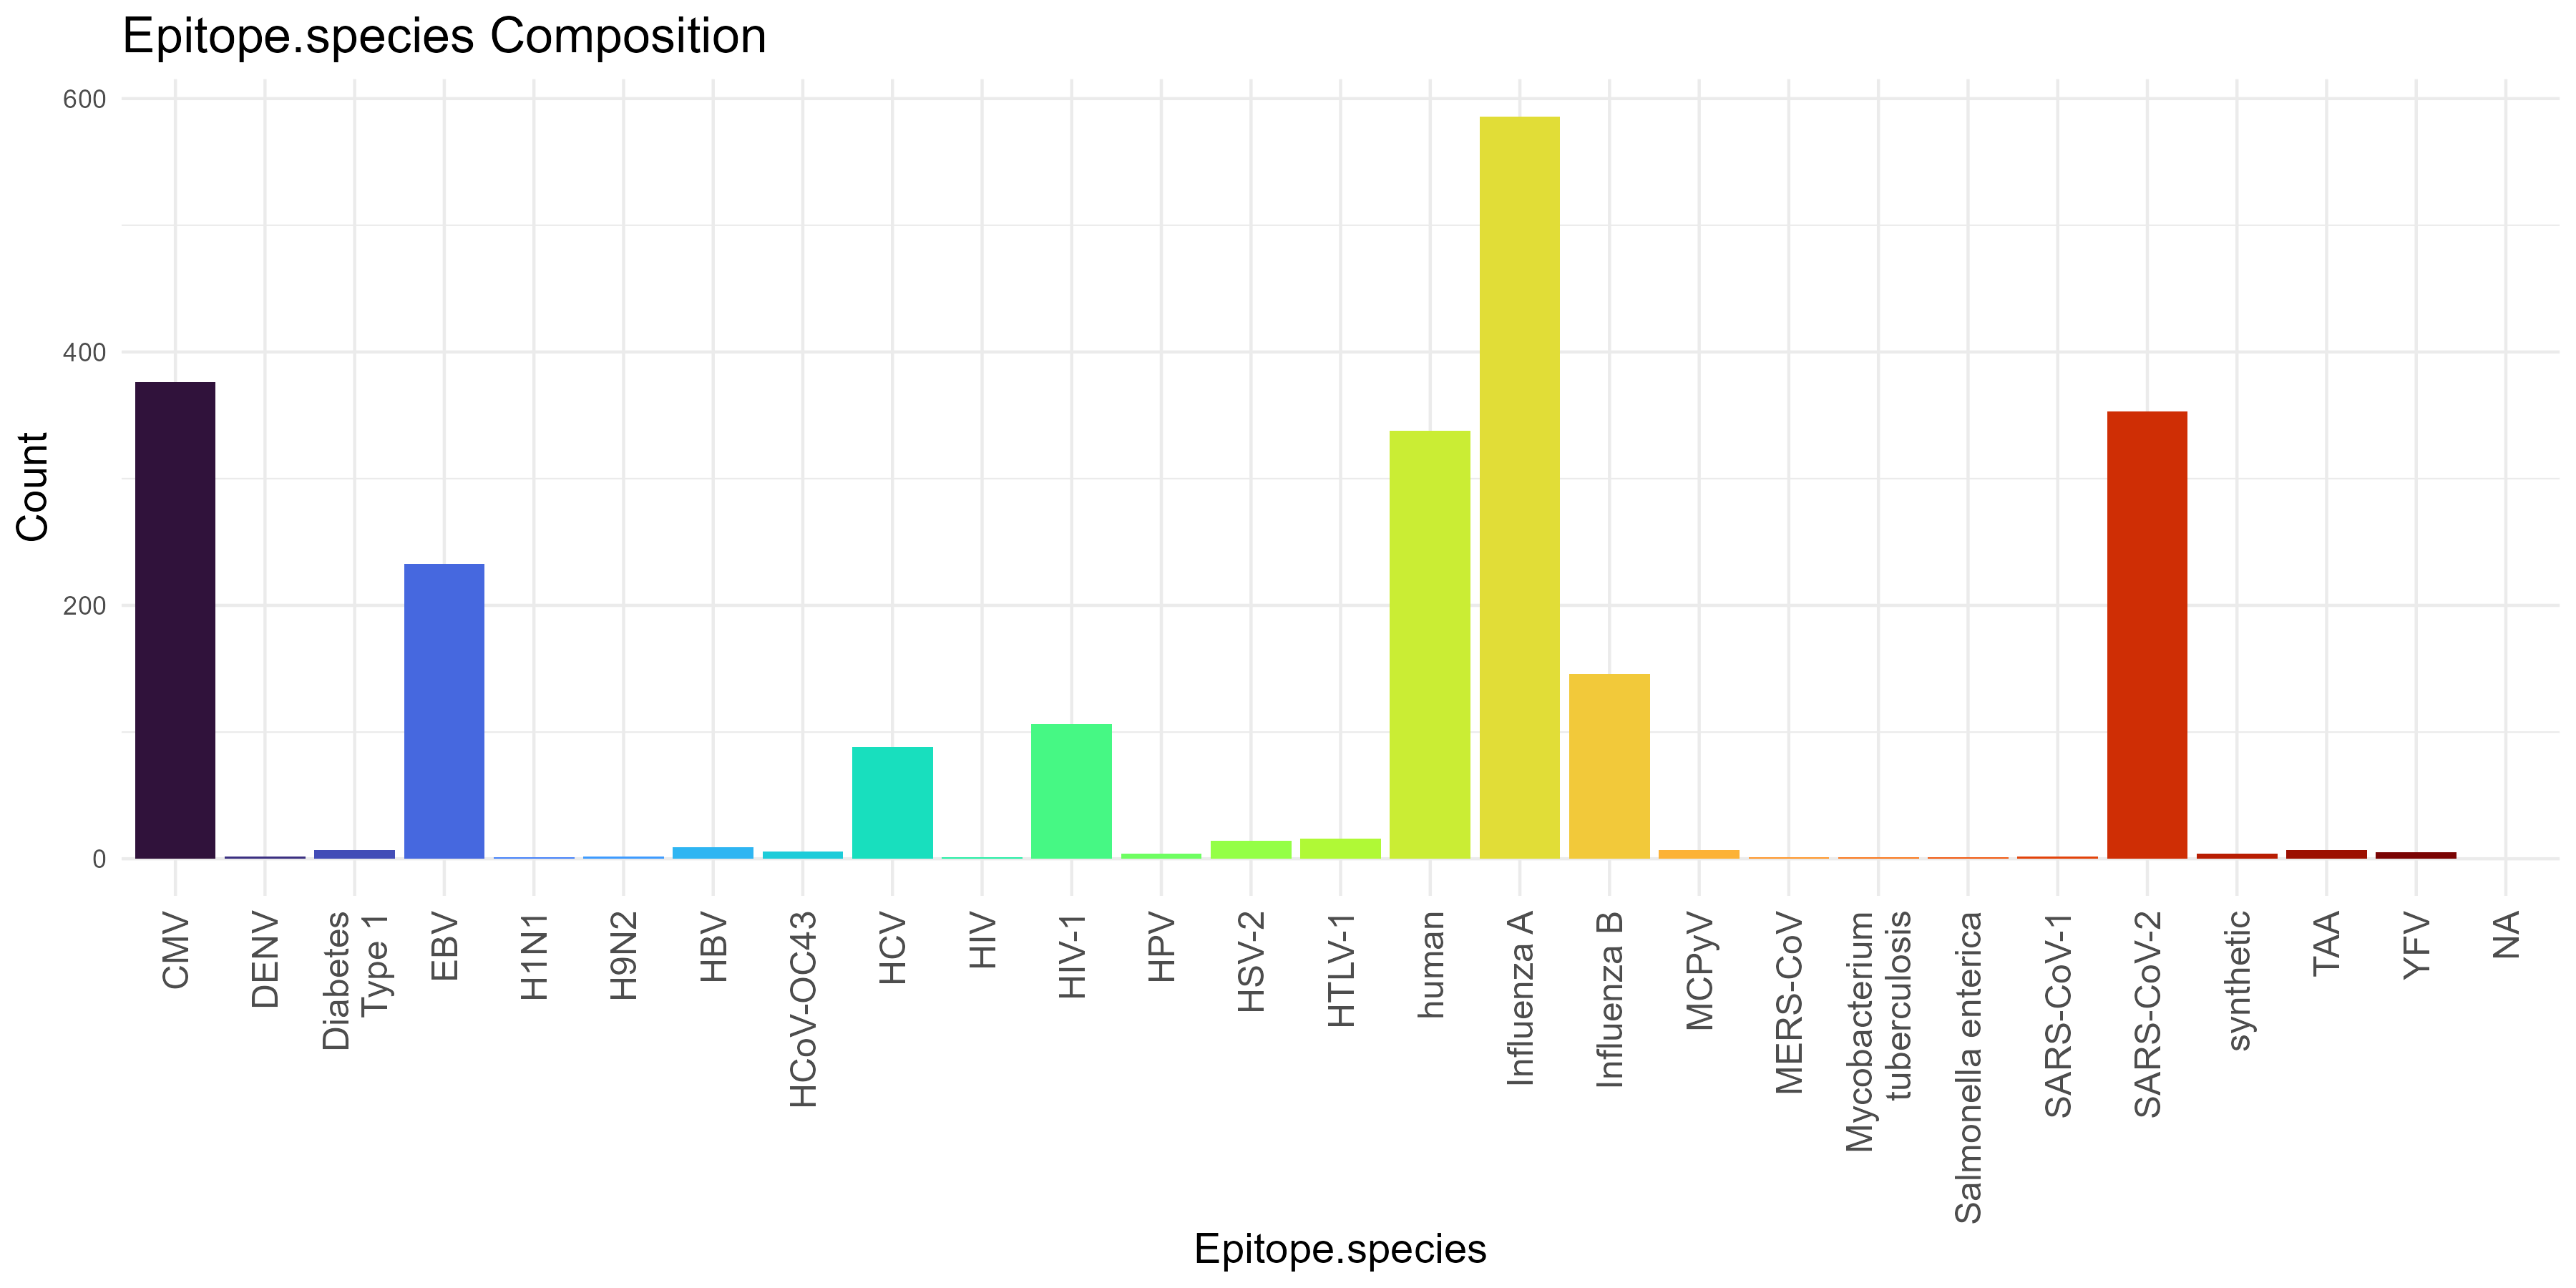 Epitope.species Composition
600
400
200
0
Count
CMV
DENV
Diabetes
Type 1
EBV
H1N1
H9N2
HBV
HCoV-OC43
HCV
HIV
HIV-1
HPV
HSV-2
HTLV-1
human
Influenza A
Influenza B
MCPyV
MERS-CoV
Mycobacterium
tuberculosis
Salmonella enterica
SARS-CoV-1
SARS-CoV-2
synthetic
TAA
YFV
NA
Epitope.species